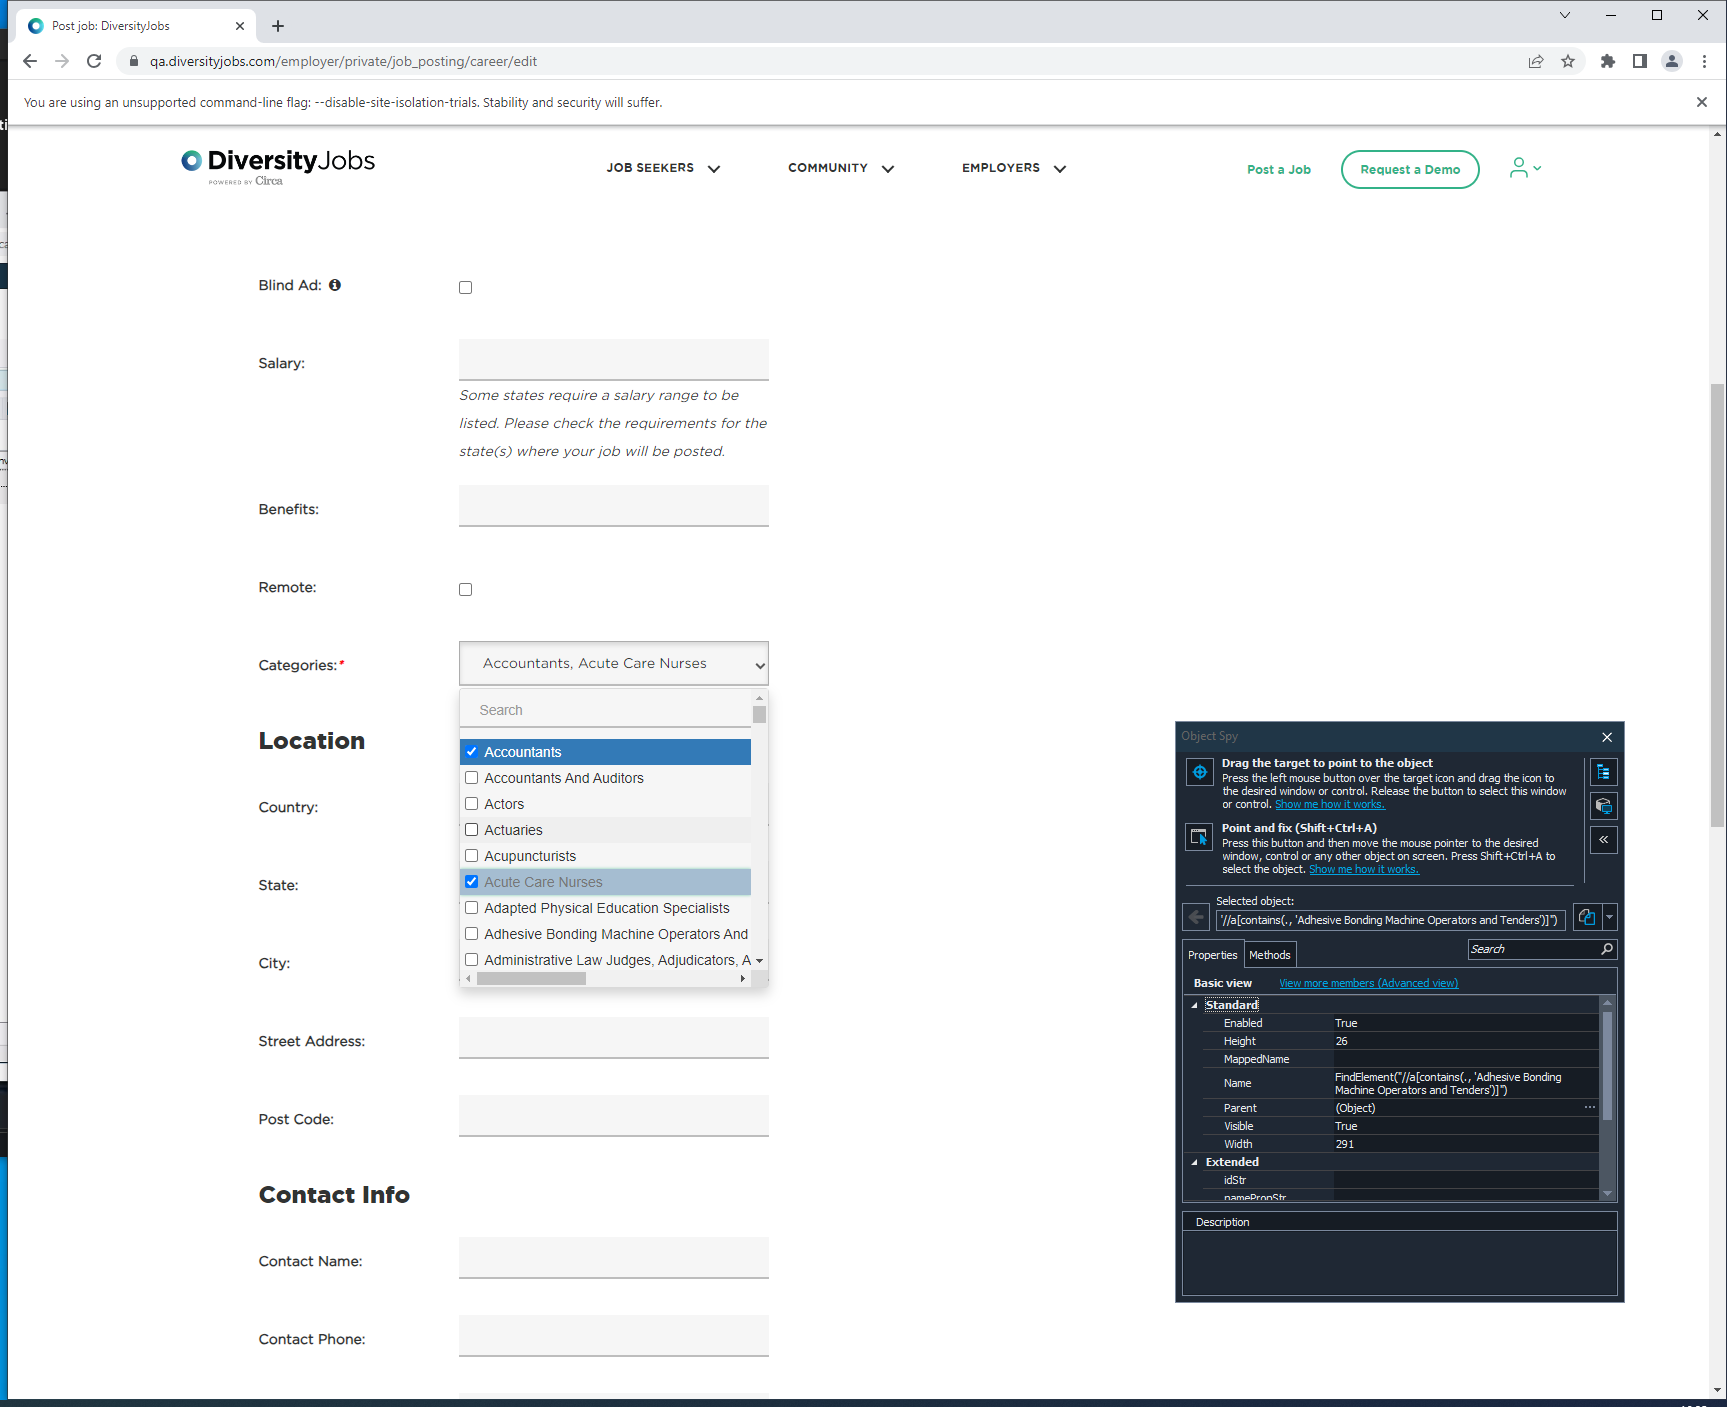 Post job: DiversityJobs
qa.diversityjobs.com/employer/private/job_posting/career/edit
You are using an unsupported command-line flag: --disable-site-isolation-trials. Stability and security will suffer.
DiversityJobs
POWERED BY Circa
JOB SEEKERS
COMMUNITY
EMPLOYERS
Post a Job
Request a Demo
Blind Ad:
Salary:
Some states require a salary range to be
listed. Please check the requirements for the
state(s) where your job will be posted.
Benefits:
Remote:
Categories:*
Accountants, Acute Care Nurses
Search
Accountants
Accountants And Auditors
Actors
Actuaries
Acupuncturists
Acute Care Nurses
Adapted Physical Education Specialists
Adhesive Bonding Machine Operators And
Administrative Law Judges, Adjudicators, A
Location
Country:
State:
City:
Street Address:
Post Code:
Contact Info
Contact Name:
Contact Phone:
Object Spy
Drag the target to point to the object
Press the left mouse button over the target icon and drag the icon to
the desired window or control. Release the button to select this window
or control. Show me how it works.
Point and fix (Shift+Ctrl+A)
Press this button and then move the mouse pointer to the desired
window, control or any other object on screen. Press Shift+Ctrl+A to
select the object. Show me how it works.
Selected object:
'//a[contains(., 'Adhesive Bonding Machine Operators and Tenders')]")
Properties
Methods
Search
Basic view
View more members (Advanced view)
Standard
Enabled True
Height 26
MappedName
Name FindElement("//a[contains(., 'Adhesive Bonding
Machine Operators and Tenders')]")
Parent (Object) ...
Visible True
Width 291
Extended
idStr
namePropStr
Description